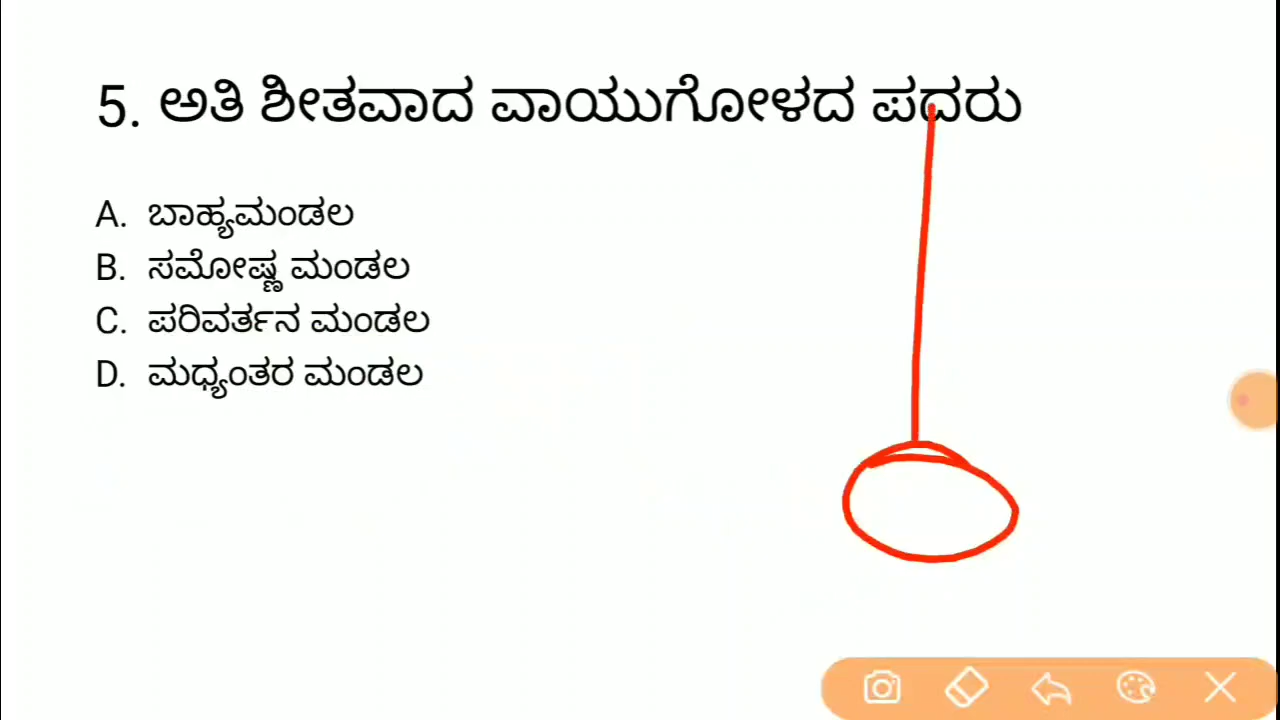 5. ಅತಿ ಶೀತವಾದ ವಾಯುಗೋಳದ ಪದರು
A. ಬಾಹ್ಯಮಂಡಲ
B. ಸಮೋಷ್ಣ ಮಂಡಲ
C. ಪರಿವರ್ತನ ಮಂಡಲ
D. ಮಧ್ಯಂತರ ಮಂಡಲ